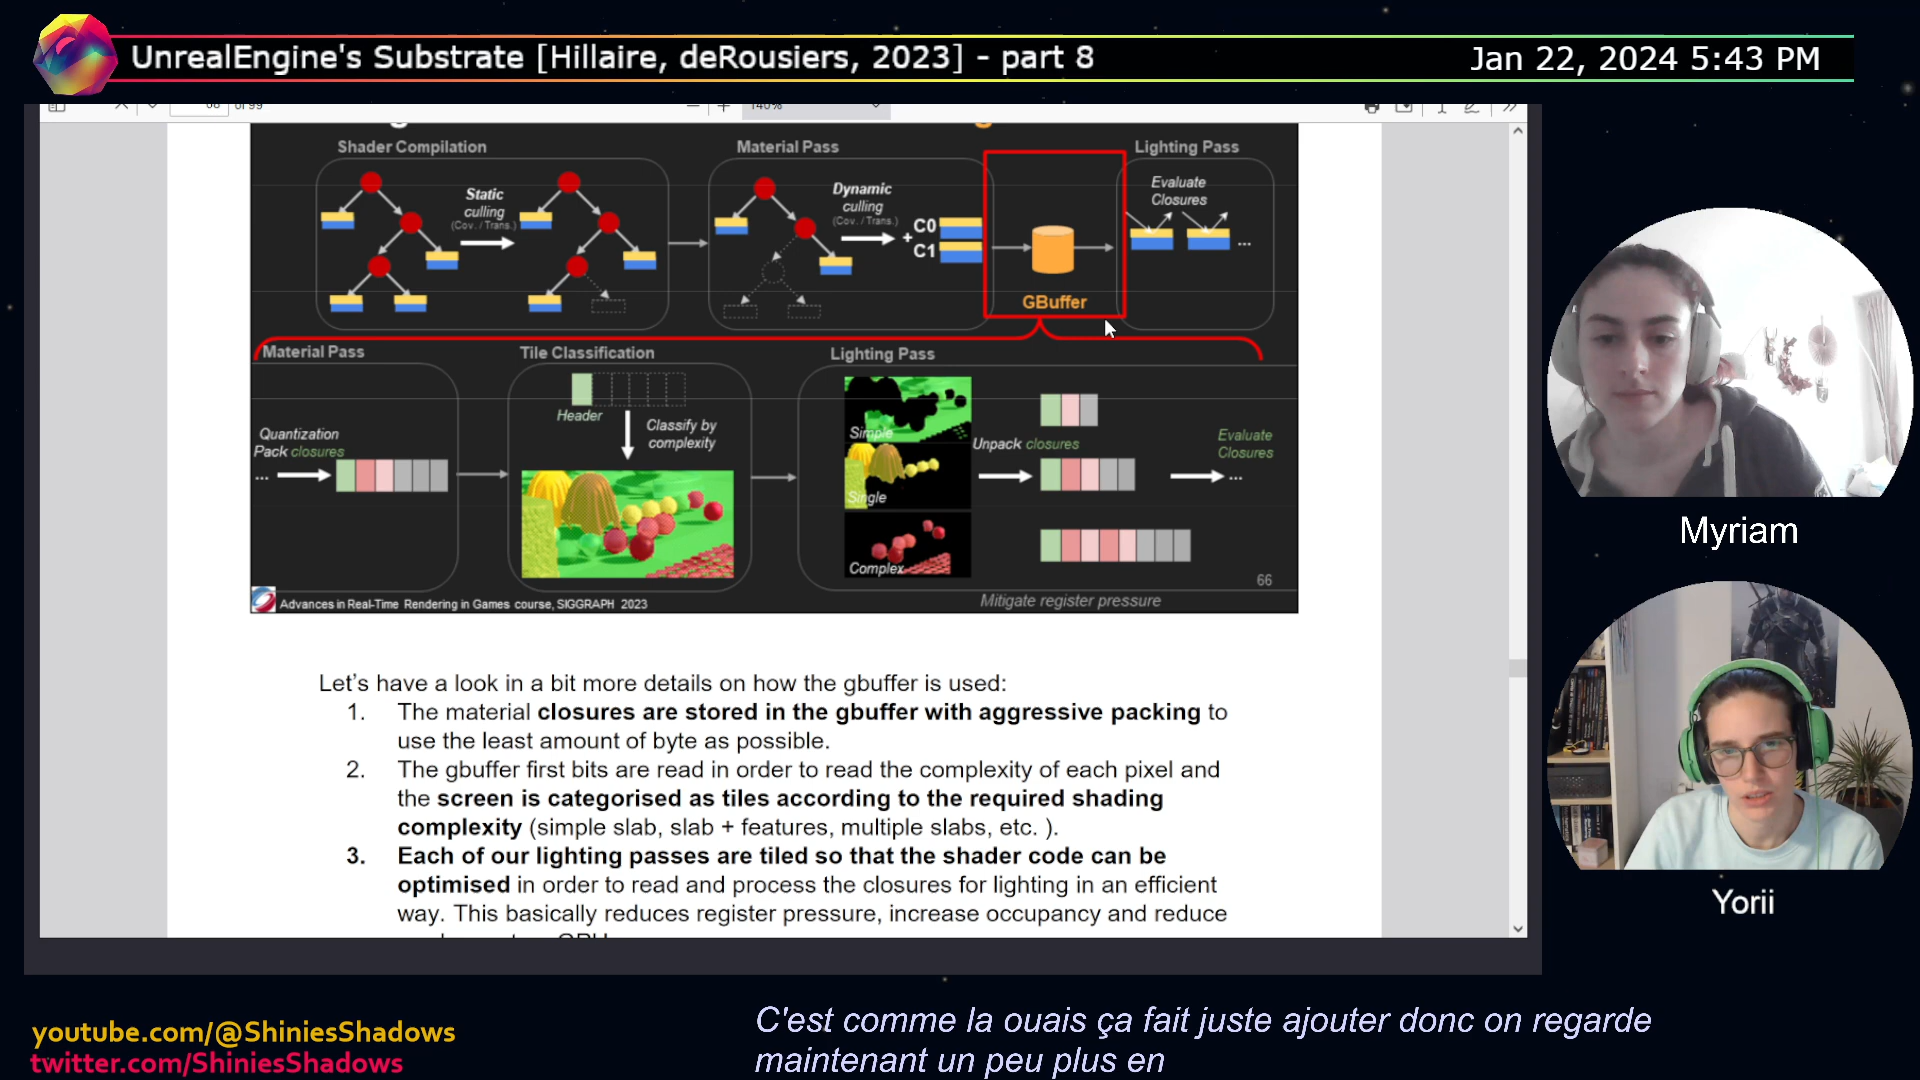 UnrealEngine's Substrate [Hillaire, deRousiers, 2023] - part 8
Jan 22, 2024 5:43 PM
of 99
140%
Shader Compilation
Static
culling
(Cov. / Trans.)
Material Pass
Dynamic
culling
(Cov. / Trans.)
+
C0
C1
GBuffer
Lighting Pass
Evaluate
Closures
...
Material Pass
Quantization
Pack closures
...
Tile Classification
Header
Classify by
complexity
Lighting Pass
Simple
Single
Complex
Unpack closures
Evaluate
Closures
...
66
Advances in Real-Time Rendering in Games course, SIGGRAPH 2023
Mitigate register pressure
Let's have a look in a bit more details on how the gbuffer is used:
1. The material closures are stored in the gbuffer with aggressive packing to
use the least amount of byte as possible.
2. The gbuffer first bits are read in order to read the complexity of each pixel and
the screen is categorised as tiles according to the required shading
complexity (simple slab, slab + features, multiple slabs, etc. ).
3. Each of our lighting passes are tiled so that the shader code can be
optimised in order to read and process the closures for lighting in an efficient
way. This basically reduces register pressure, increase occupancy and reduce
Myriam
Yorii
youtube.com/@ShiniesShadows
twitter.com/ShiniesShadows
C'est comme la ouais ça fait juste ajouter donc on regarde
maintenant un peu plus en